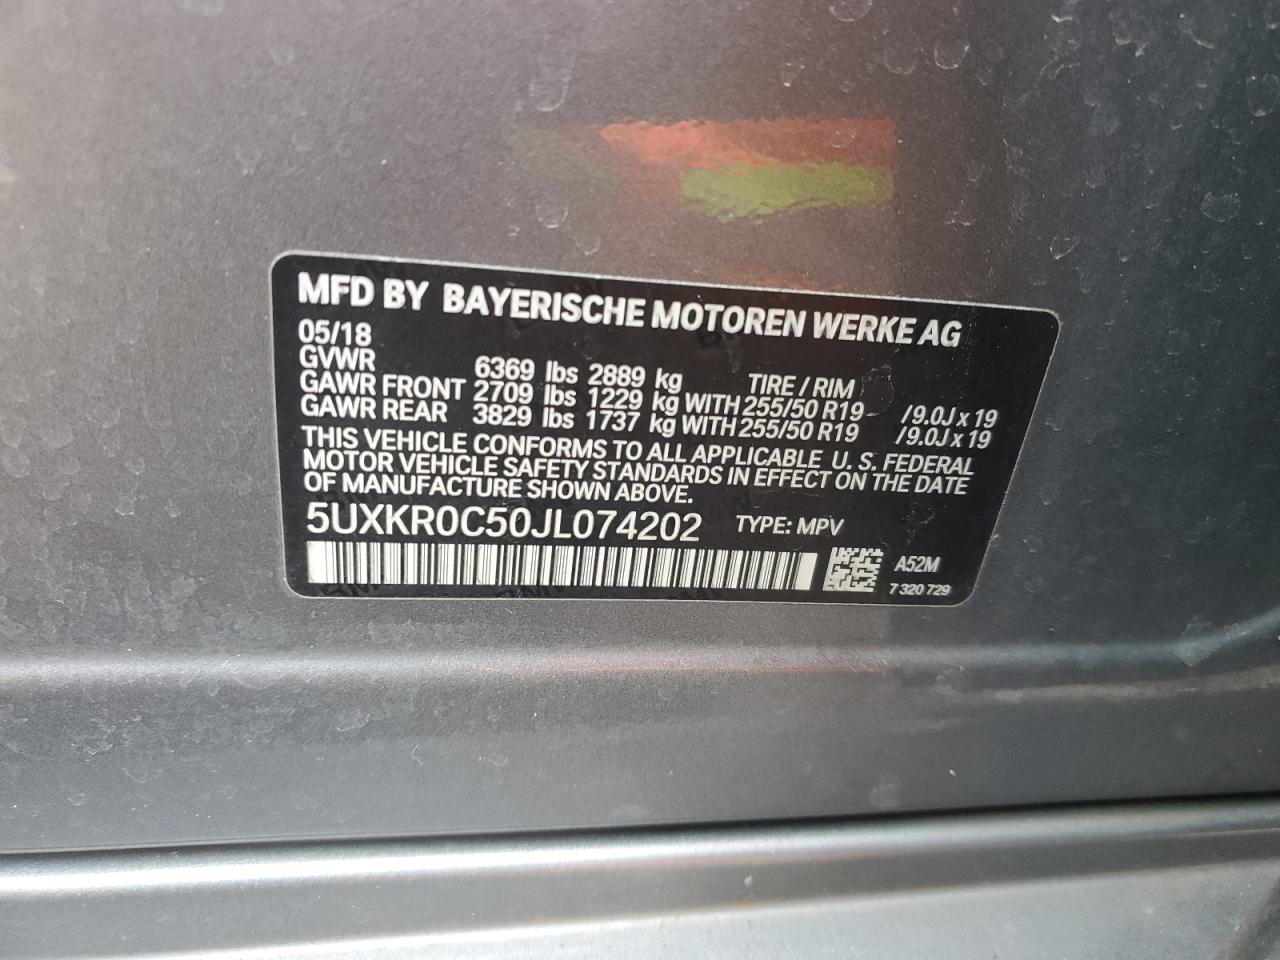 MFD BY BAYERISCHE MOTOREN WERKE AG
05/18
GVWR 6369 lbs 2889 kg TIRE / RIM
GAWR FRONT 2709 lbs 1229 kg WITH 255/50 R19 /9.0J x 19
GAWR REAR 3829 lbs 1737 kg WITH 255/50 R19 /9.0J x 19
THIS VEHICLE CONFORMS TO ALL APPLICABLE U. S. FEDERAL
MOTOR VEHICLE SAFETY STANDARDS IN EFFECT ON THE DATE
OF MANUFACTURE SHOWN ABOVE.
5UXKR0C50JL074202 TYPE: MPV
A52M
7 320 729